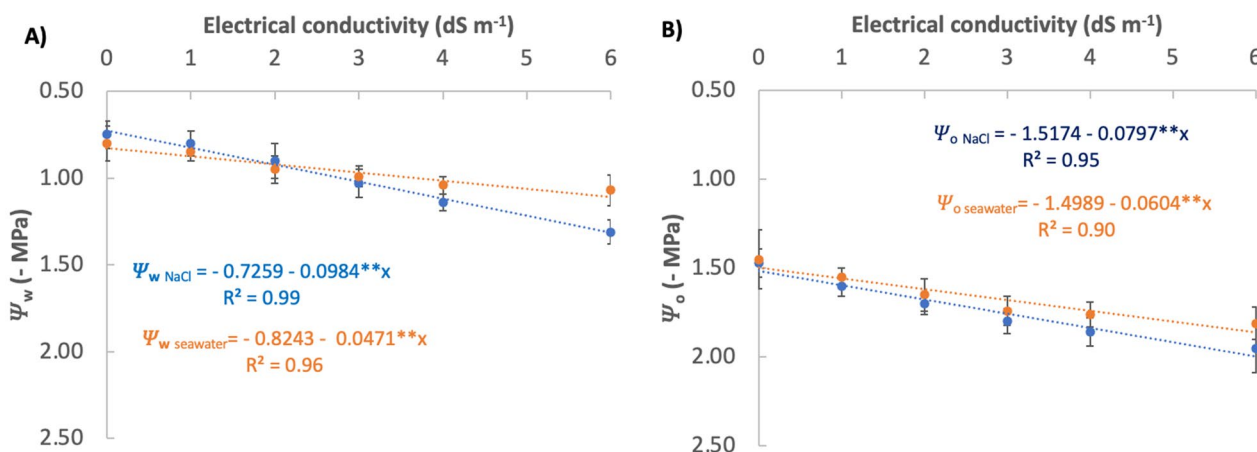 A)
Electrical conductivity (dS m⁻¹)
0 1 2 3 4 5 6
0.50
1.00
1.50
2.00
2.50
Ψw (- MPa)
Ψw NaCl = - 0.7259 - 0.0984**x
R² = 0.99
Ψw seawater= - 0.8243 - 0.0471**x
R² = 0.96
B)
Electrical conductivity (dS m⁻¹)
0 1 2 3 4 5 6
0.50
1.00
1.50
2.00
2.50
Ψo (- MPa)
Ψo NaCl = - 1.5174 - 0.0797**x
R² = 0.95
Ψo seawater= - 1.4989 - 0.0604**x
R² = 0.90